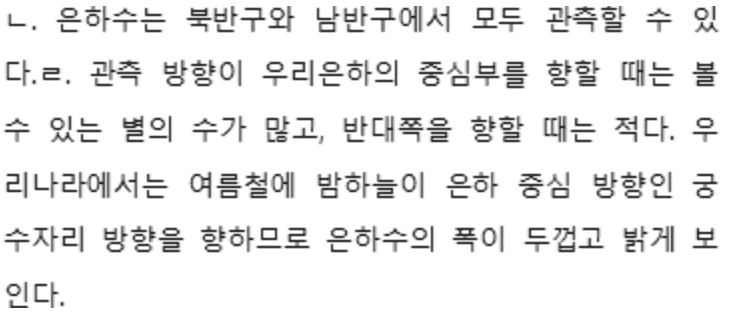 ㄴ. 은하수는 북반구와 남반구에서 모두 관측할 수 있
다.ㄹ. 관측 방향이 우리은하의 중심부를 향할 때는 볼
수 있는 별의 수가 많고, 반대쪽을 향할 때는 적다. 우
리나라에서는 여름철에 밤하늘이 은하 중심 방향인 궁
수자리 방향을 향하므로 은하수의 폭이 두껍고 밝게 보
인다.